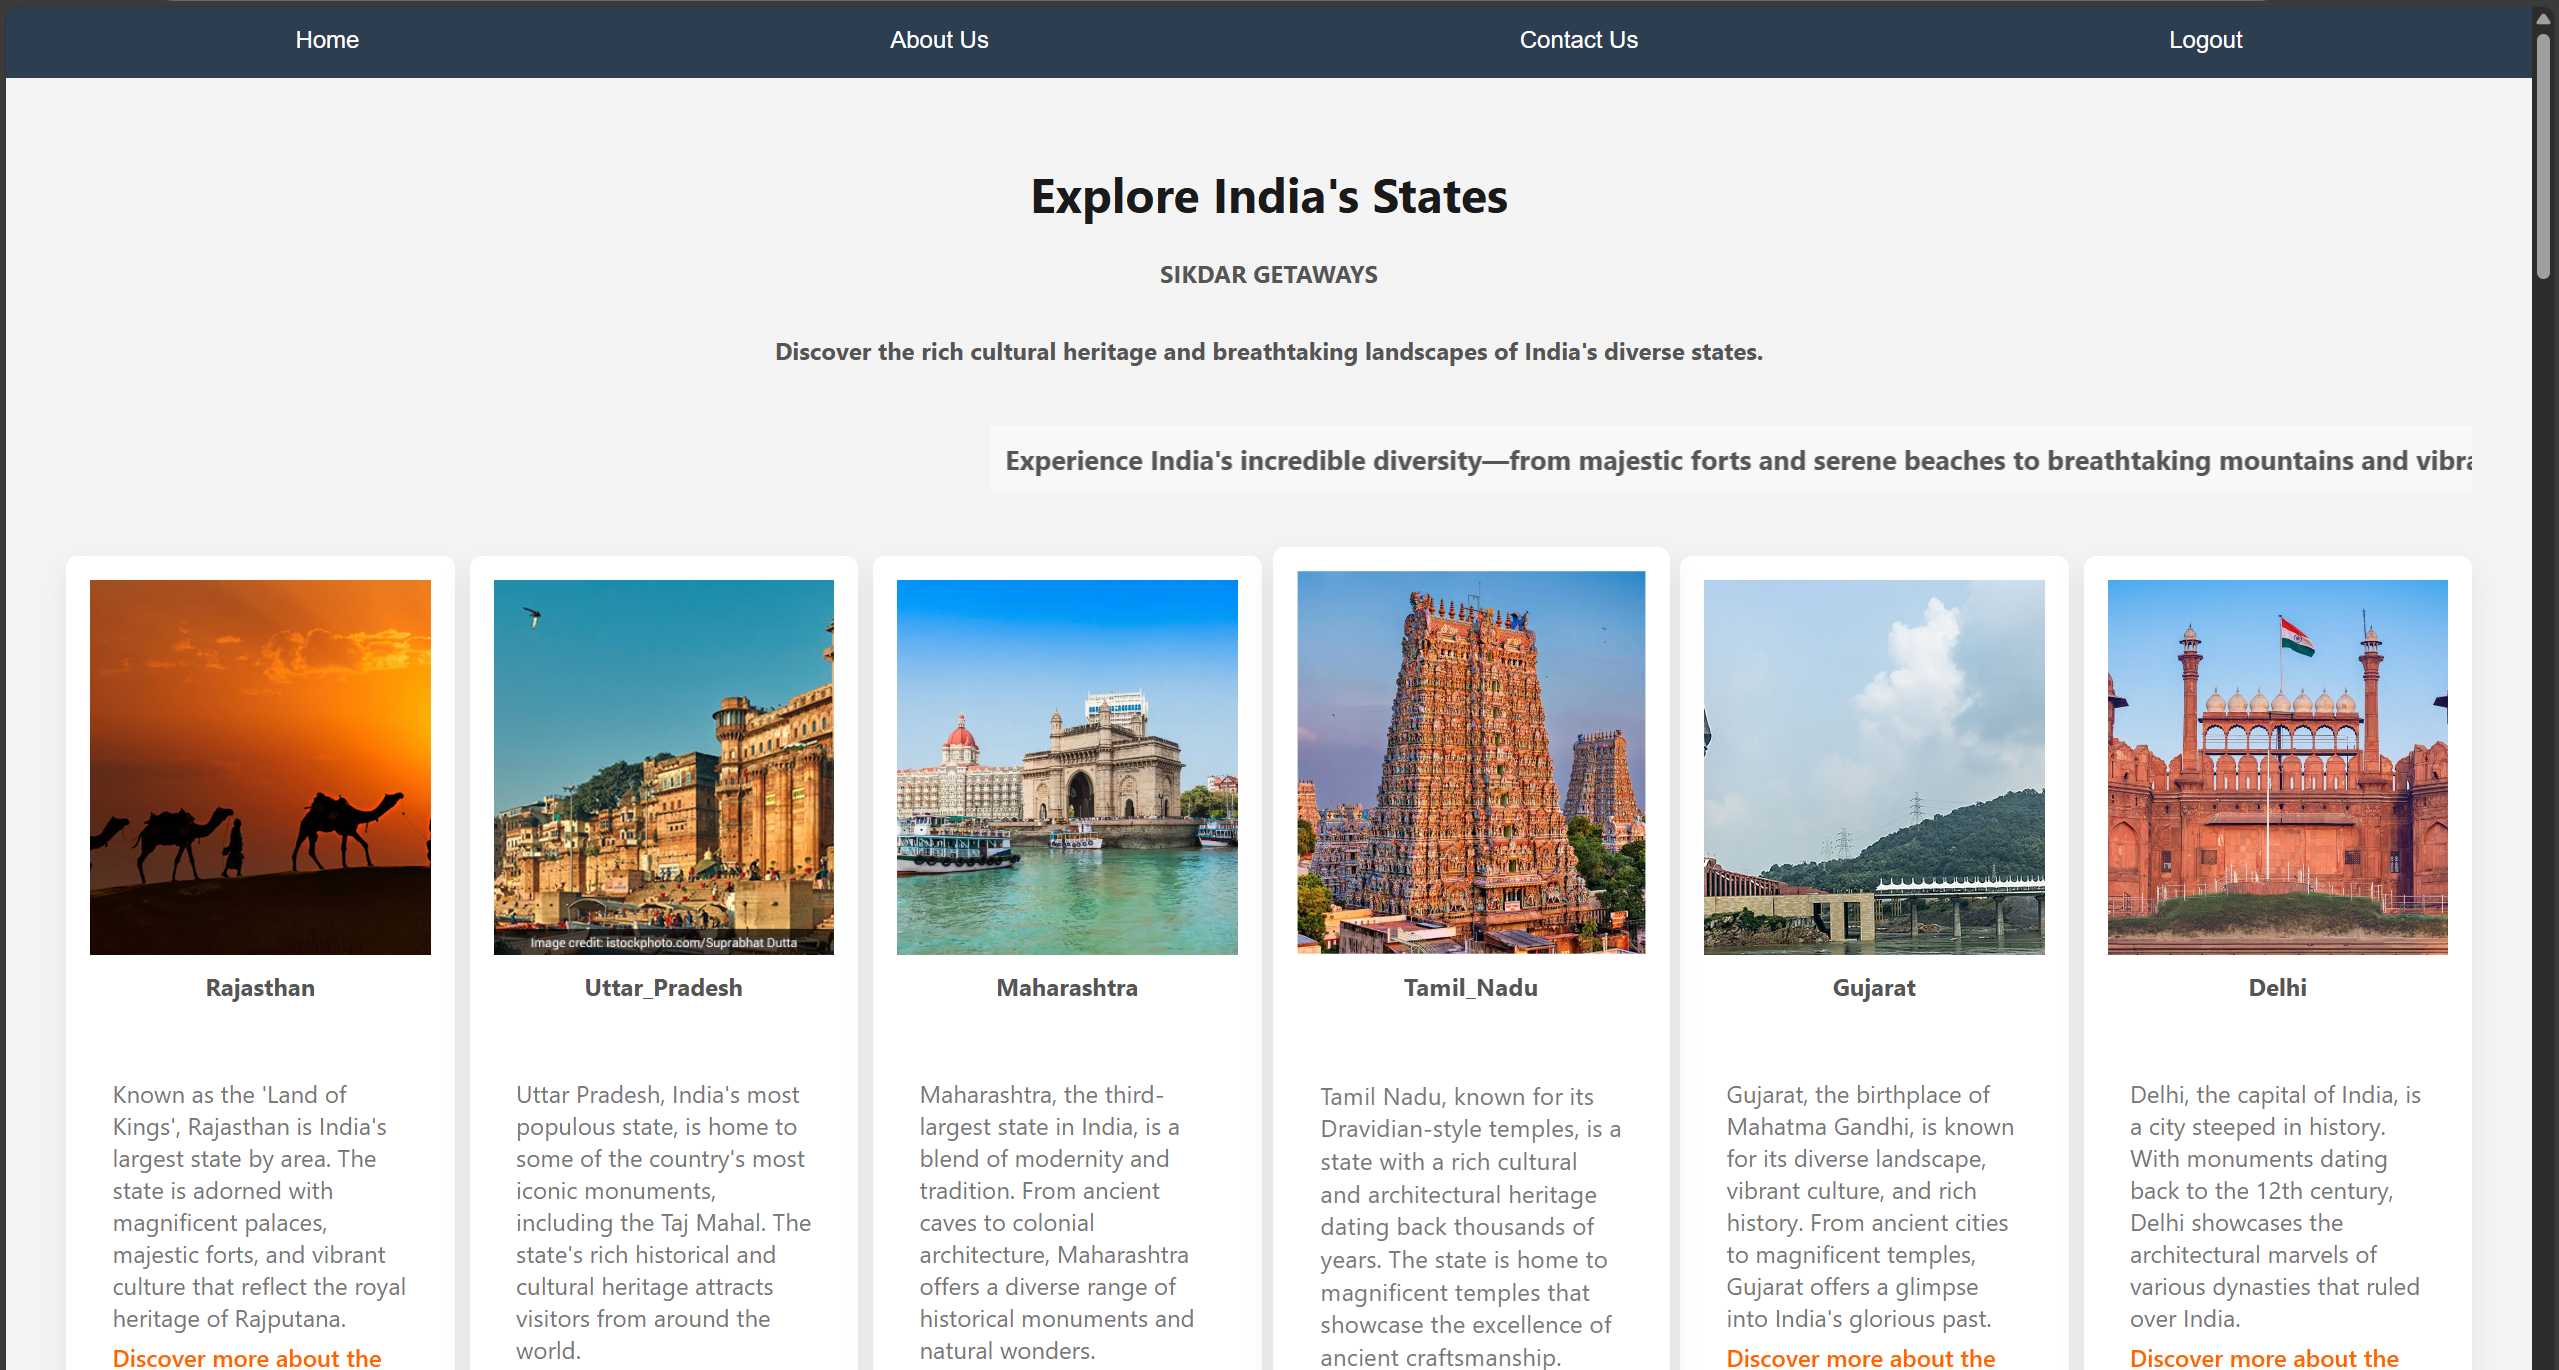 Home
About Us
Contact Us
Logout
Explore India's States
SIKDAR GETAWAYS
Discover the rich cultural heritage and breathtaking landscapes of India's diverse states.
Experience India's incredible diversity—from majestic forts and serene beaches to breathtaking mountains and
Image credit: istockphoto.com/Suprabhat Dutta
Rajasthan
Known as the 'Land of
Kings', Rajasthan is India's
largest state by area. The
state is adorned with
magnificent palaces,
majestic forts, and vibrant
culture that reflect the royal
heritage of Rajputana.
Discover more about the
Uttar_Pradesh
Uttar Pradesh, India's most
populous state, is home to
some of the country's most
iconic monuments,
including the Taj Mahal. The
state's rich historical and
cultural heritage attracts
visitors from around the
world.
Maharashtra
Maharashtra, the third-
largest state in India, is a
blend of modernity and
tradition. From ancient
caves to colonial
architecture, Maharashtra
offers a diverse range of
historical monuments and
natural wonders.
Tamil_Nadu
Tamil Nadu, known for its
Dravidian-style temples, is a
state with a rich cultural
and architectural heritage
dating back thousands of
years. The state is home to
magnificent temples that
showcase the excellence of
ancient craftsmanship.
Gujarat
Gujarat, the birthplace of
Mahatma Gandhi, is known
for its diverse landscape,
vibrant culture, and rich
history. From ancient cities
to magnificent temples,
Gujarat offers a glimpse
into India's glorious past.
Discover more about the
Delhi
Delhi, the capital of India, is
a city steeped in history.
With monuments dating
back to the 12th century,
Delhi showcases the
architectural marvels of
various dynasties that ruled
over India.
Discover more about the